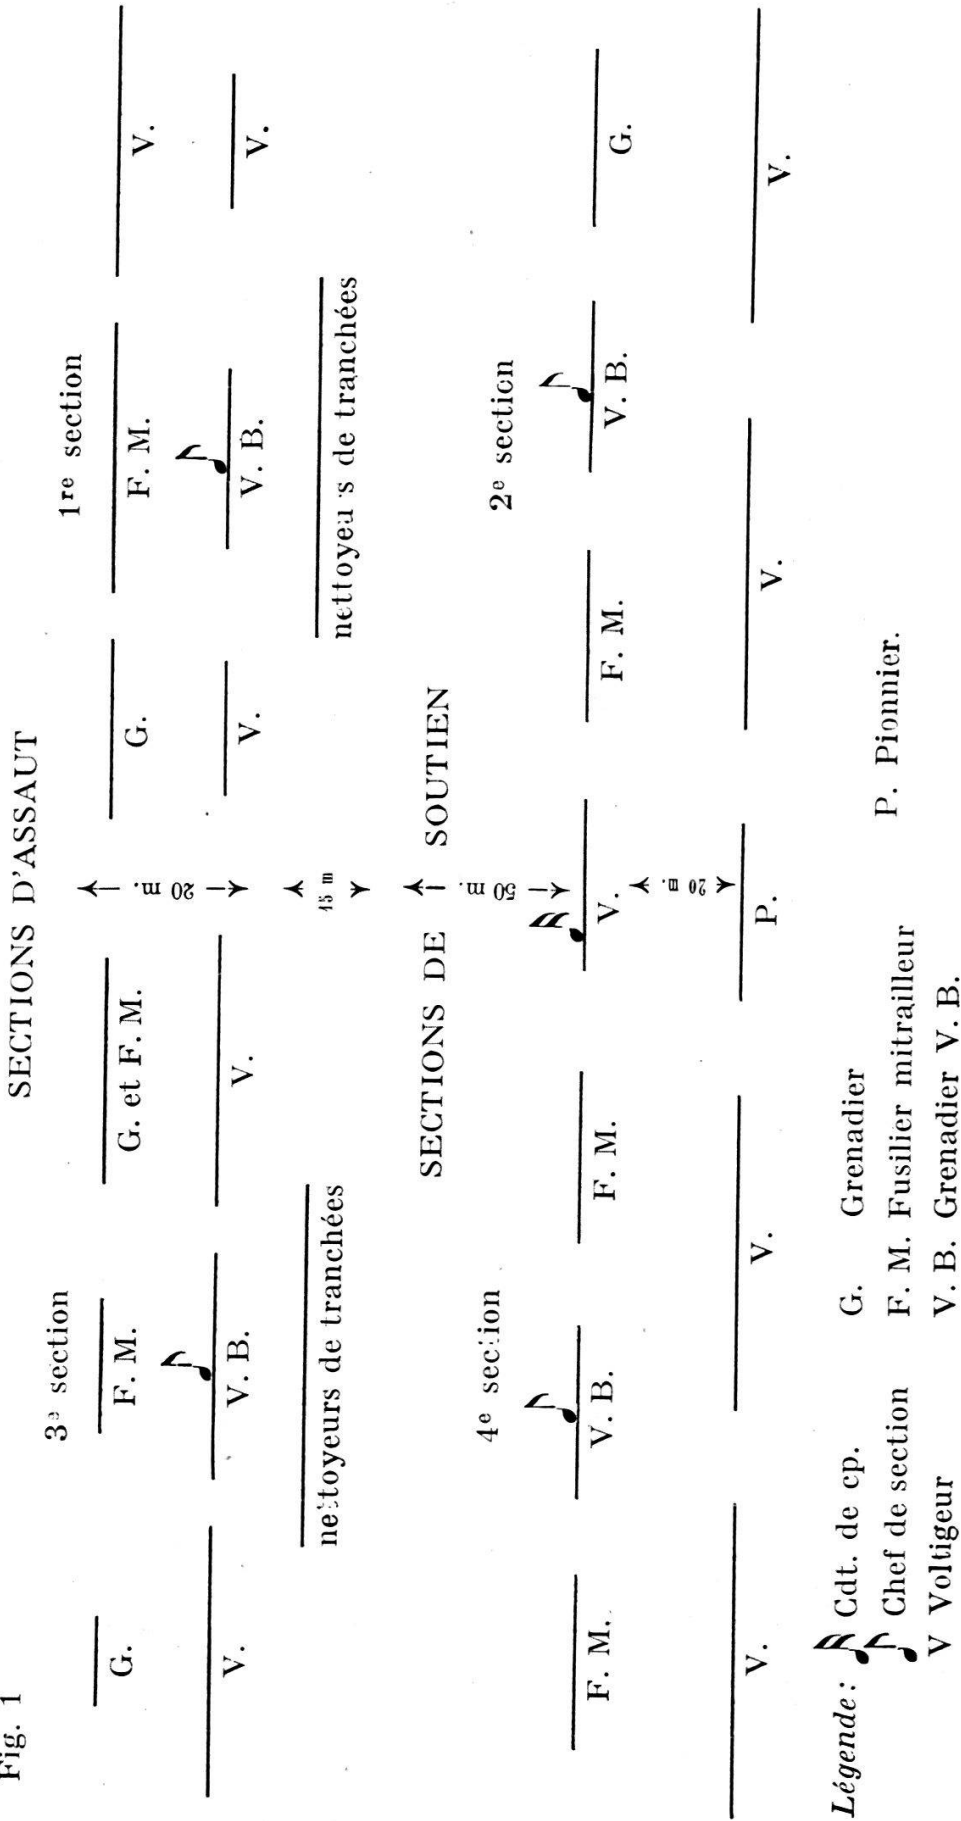 Fig. 1
SECTIONS D'ASSAUT
3e section
1re section
G.
F. M.
G. et F. M.
G.
F. M.
V.
V.
V. B.
V.
V.
V. B.
V.
20 m.
nettoyeurs de tranchées
15 m
nettoyeurs de tranchées
SECTIONS DE SOUTIEN
4e section
50 m.
2e section
F. M.
V. B.
F. M.
V.
F. M.
V. B.
G.
20 m.
V.
V.
P.
V.
V.
Légende: Cdt. de cp.
G. Grenadier
P. Pionnier.
Chef de section
F. M. Fusilier mitrailleur
V Voltigeur
V. B. Grenadier V. B.